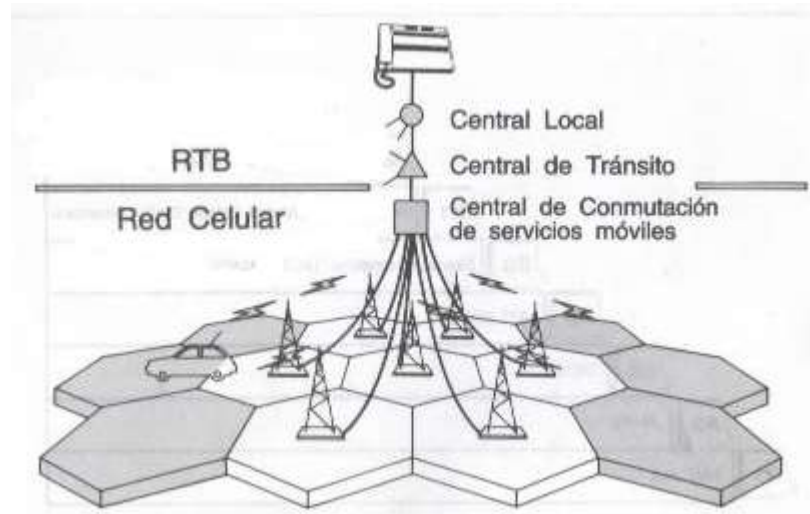 Central Local
RTB
Central de Tránsito
Red Celular
Central de Conmutación
de servicios móviles